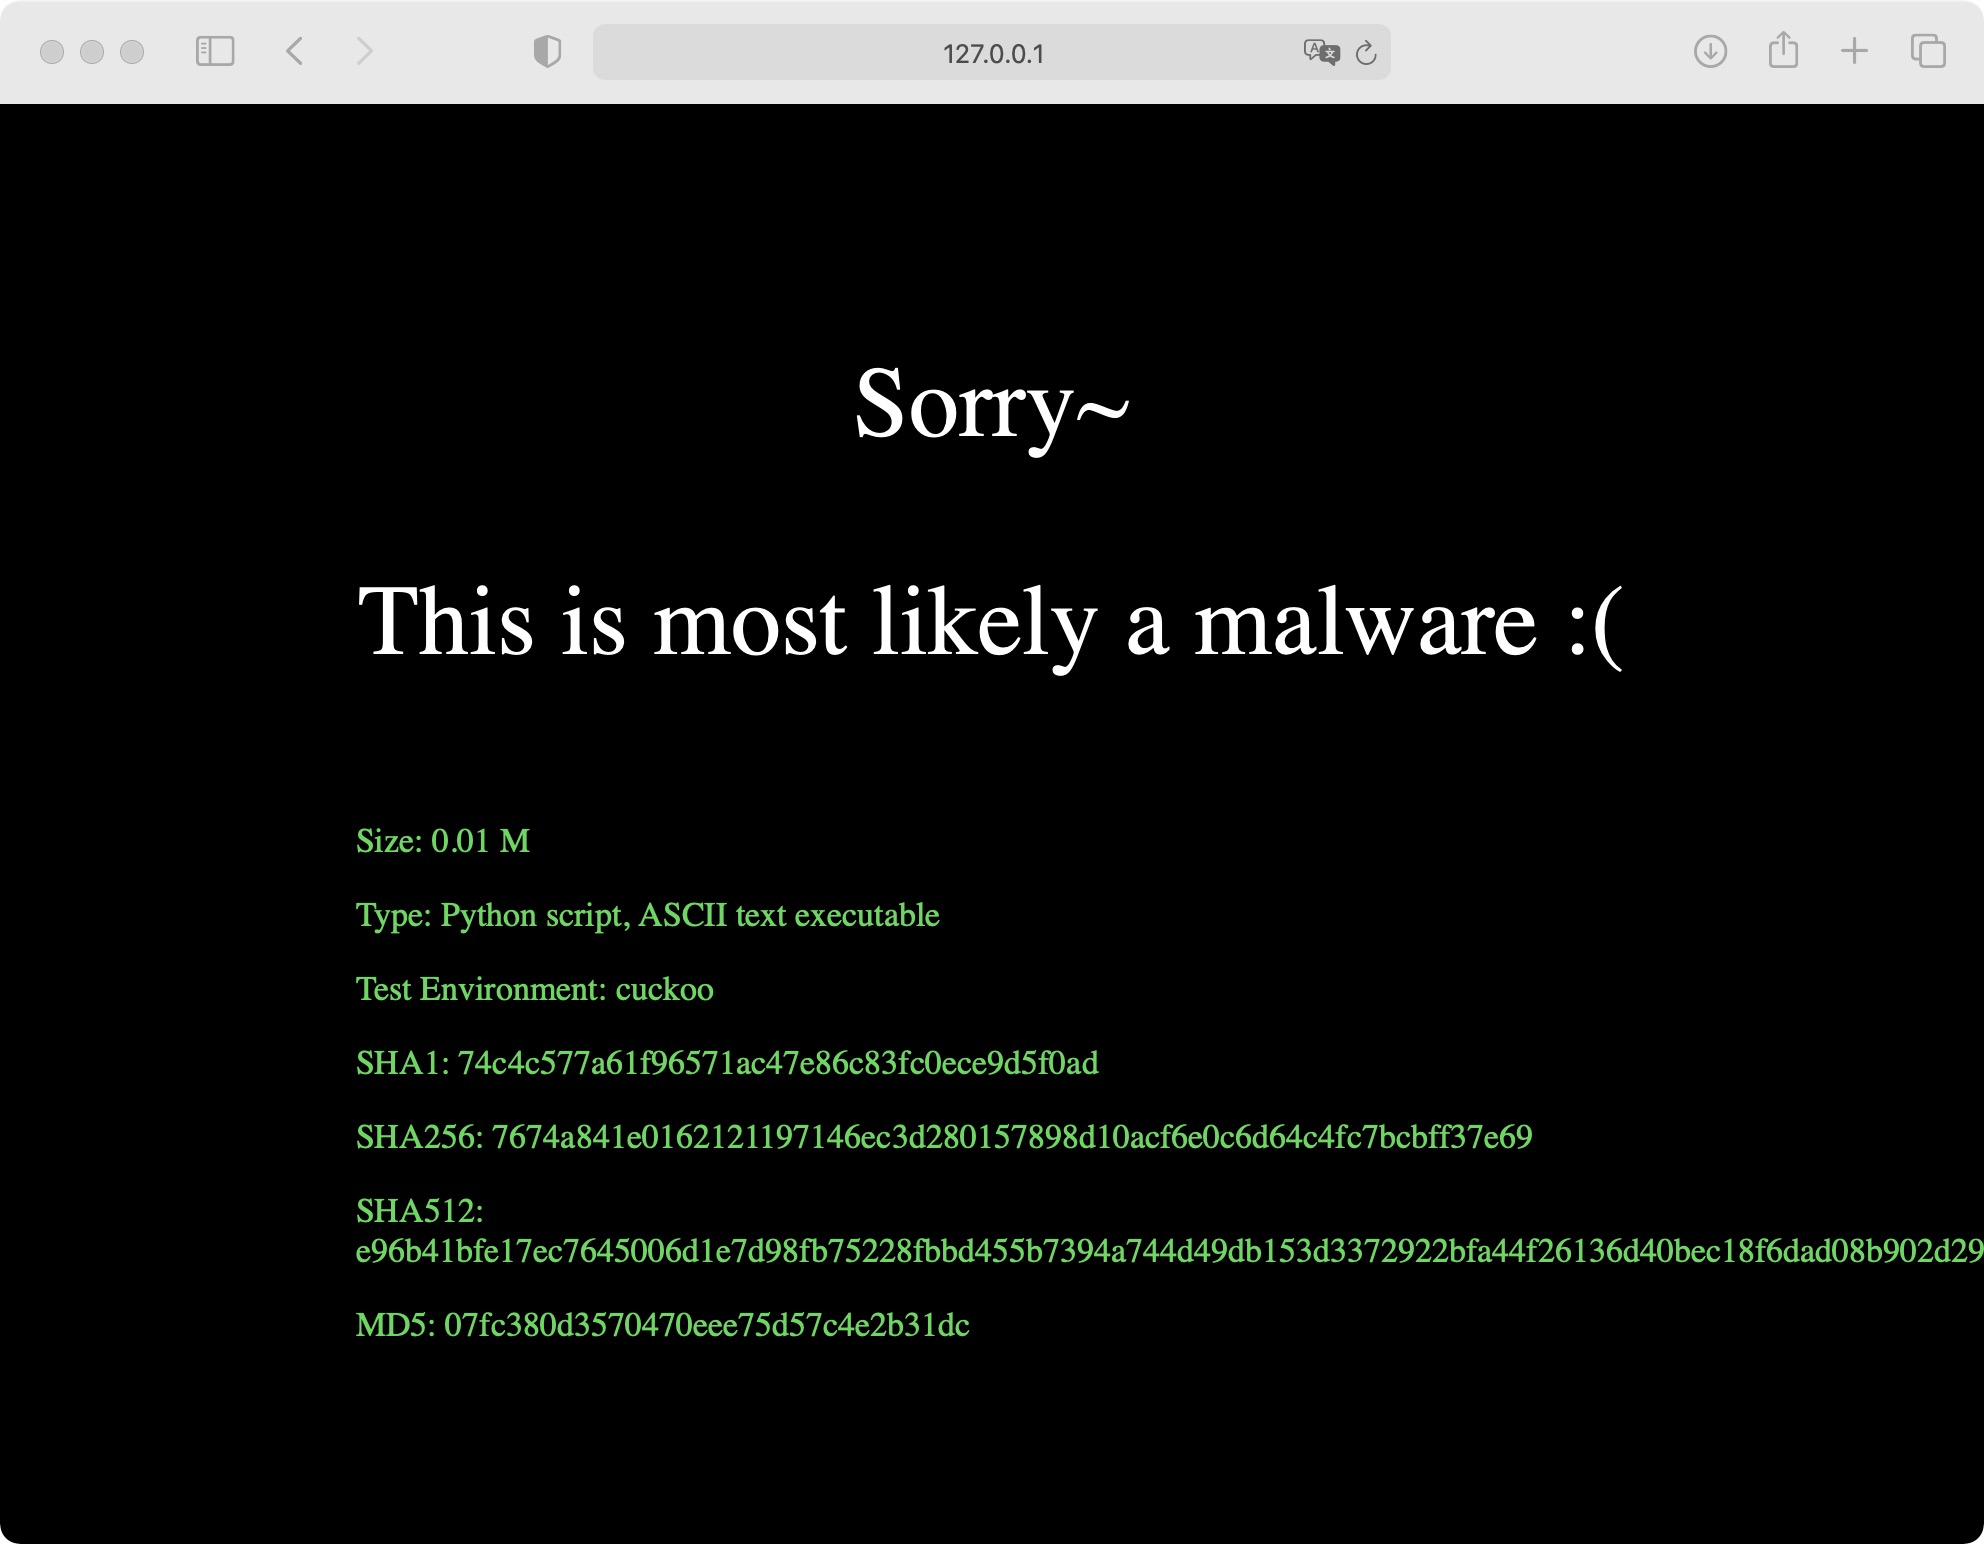 127.0.0.1
Sorry~
This is most likely a malware :(
Size: 0.01 M
Type: Python script, ASCII text executable
Test Environment: cuckoo
SHA1: 74c4c577a61f96571ac47e86c83fc0ece9d5f0ad
SHA256: 7674a841e0162121197146ec3d280157898d10acf6e0c6d64c4fc7bcbff37e69
SHA512:
e96b41bfe17ec7645006d1e7d98fb75228fbbd455b7394a744d49db153d3372922bfa44f26136d40bec18f6dad08b902d29
MD5: 07fc380d3570470eee75d57c4e2b31dc